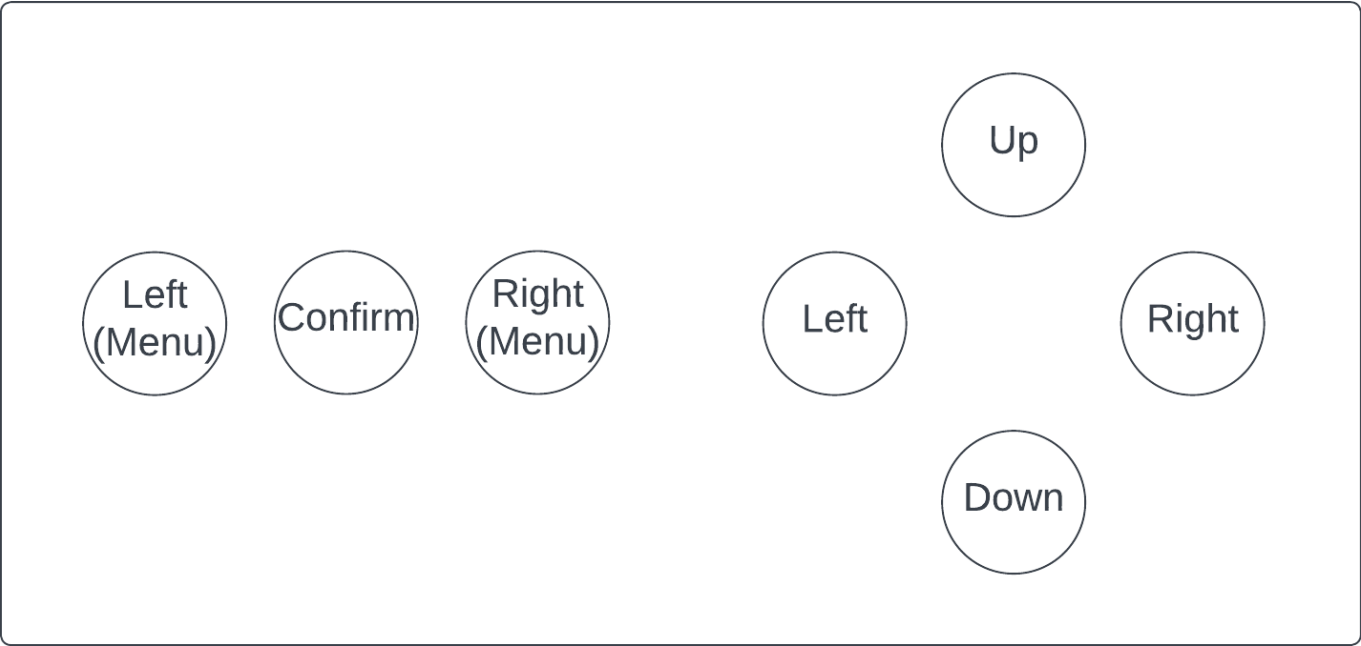 Up
Left
(Menu)
Confirm
Right
(Menu)
Left
Right
Down